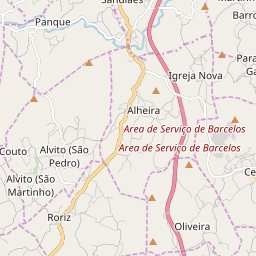 Sandiães
Panque
Barro
Igreja Nova
Para
Ga
Alheira
Area de Serviço de Barcelos
Area de Serviço de Barcelos
Couto
Alvito (São
Pedro)
Alvito (São
Martinho)
Ce
Roriz
Oliveira